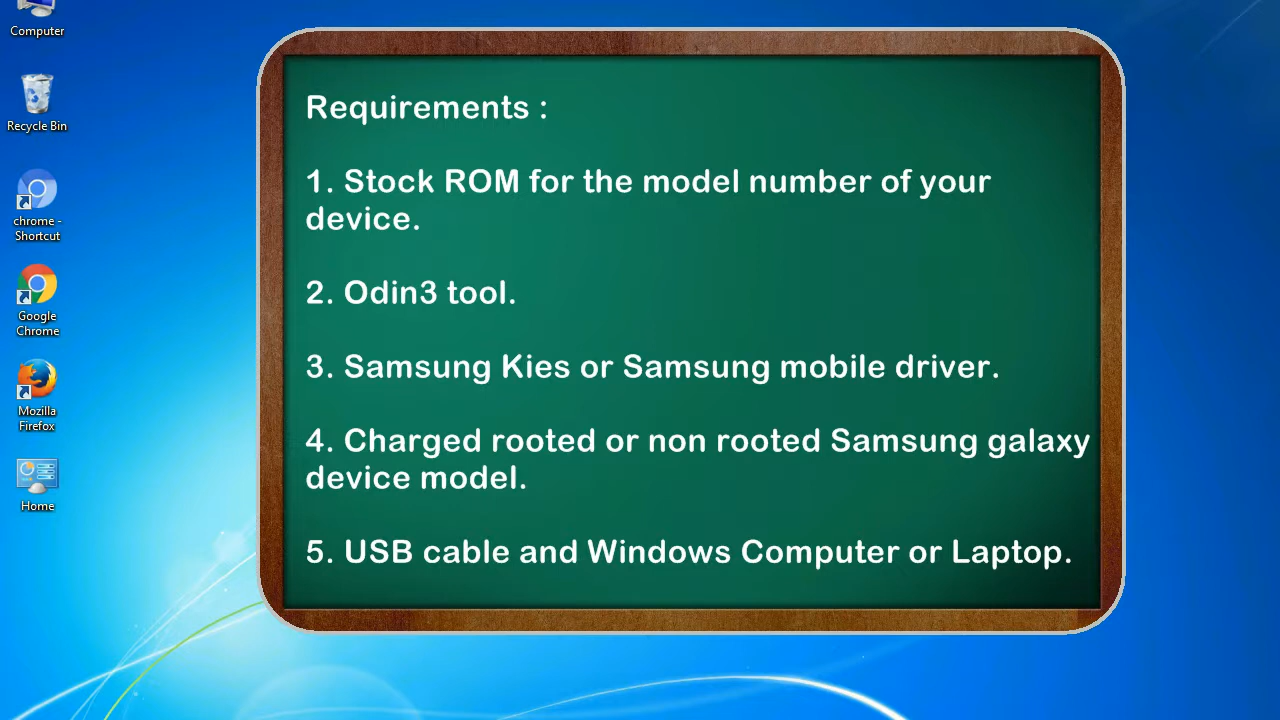 Computer
Recycle Bin
chrome -
Shortcut
Google
Chrome
Mozilla
Firefox
Home
Requirements :
1. Stock ROM for the model number of your
device.
2. Odin3 tool.
3. Samsung Kies or Samsung mobile driver.
4. Charged rooted or non rooted Samsung galaxy
device model.
5. USB cable and Windows Computer or Laptop.